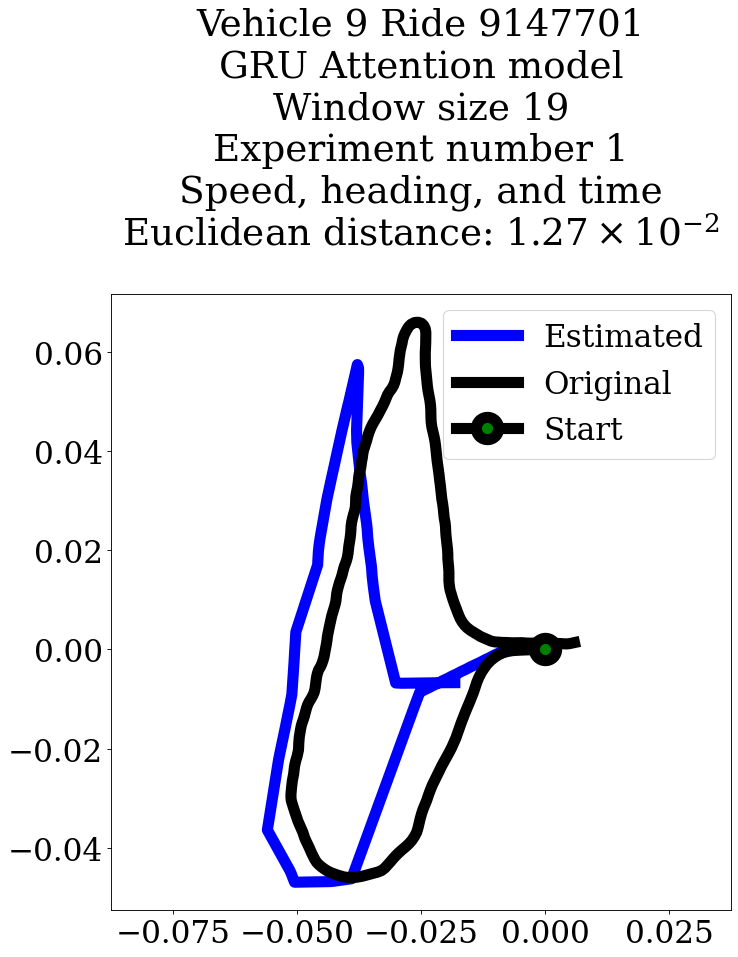 Vehicle 9 Ride 9147701
GRU Attention model
Window size 19
Experiment number 1
Speed, heading, and time
Euclidean distance: 1.27 × 10⁻²
Estimated
Original
Start
0.06
0.04
0.02
0.00
−0.02
−0.04
−0.075 −0.050 −0.025 0.000 0.025